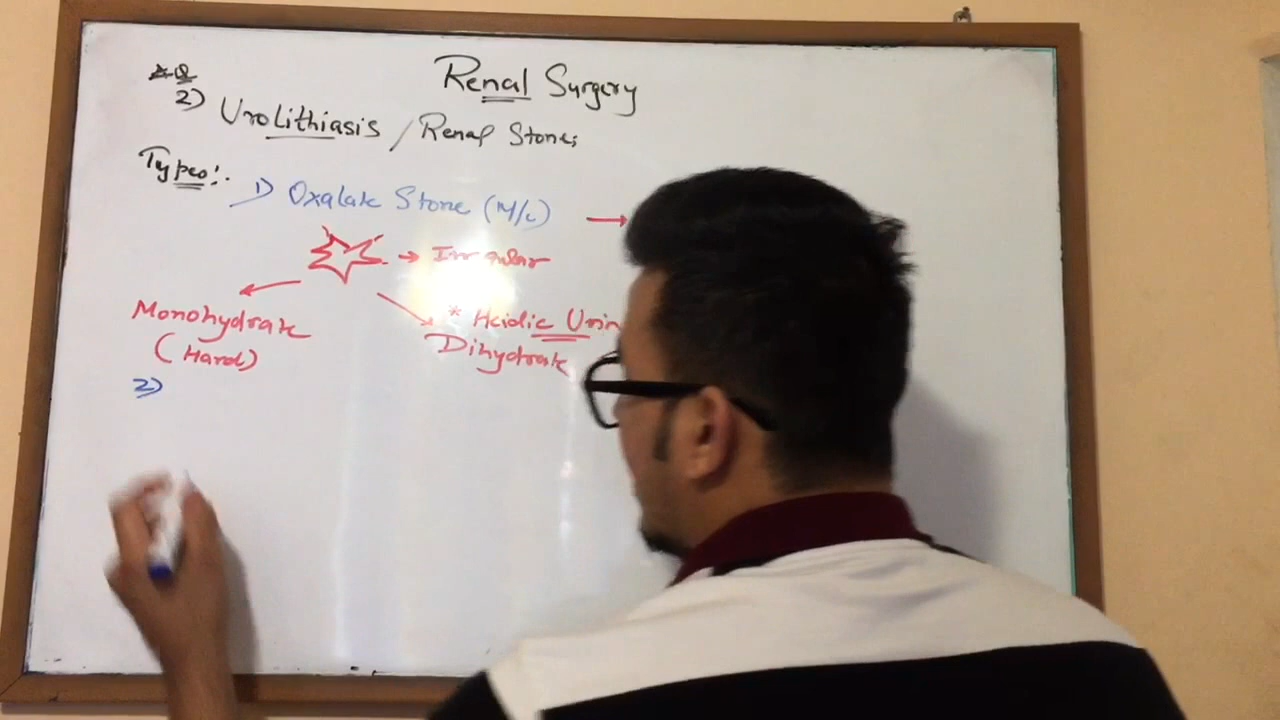 Renal Surgery
*Q
2) Urolithiasis / Renal Stones
Types:-
1) Oxalate Stone (M/C) →
→ Irregular
Monohydrate
(Hard)
* Acidic Urin
Dihydrate
2)